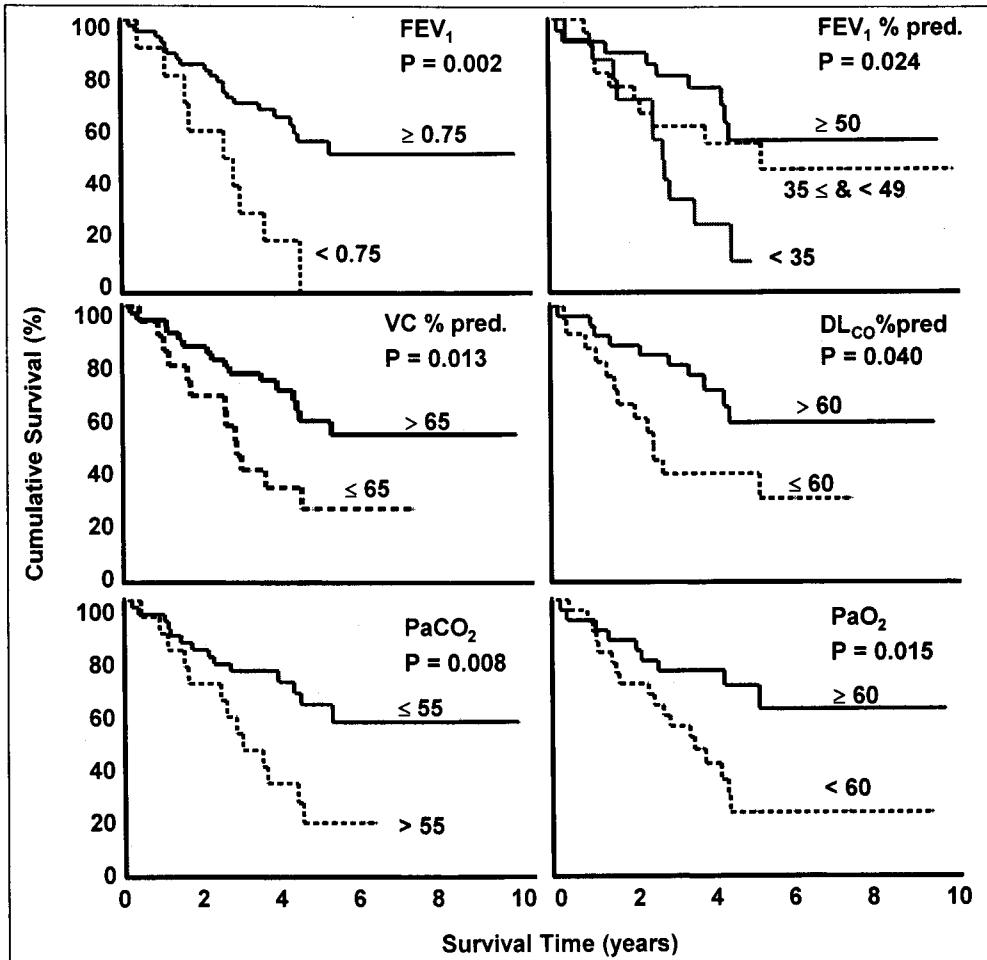 Cumulative Survival (%)
100
80
60
40
20
0
FEV₁
P = 0.002
≥ 0.75
< 0.75
FEV₁ % pred.
P = 0.024
≥ 50
35 ≤ & < 49
< 35
100
80
60
40
20
0
VC % pred.
P = 0.013
> 65
≤ 65
DL_CO%pred
P = 0.040
> 60
≤ 60
100
80
60
40
20
0 2 4 6 8 10
PaCO₂
P = 0.008
≤ 55
> 55
PaO₂
P = 0.015
≥ 60
< 60
0 2 4 6 8 10
Survival Time (years)